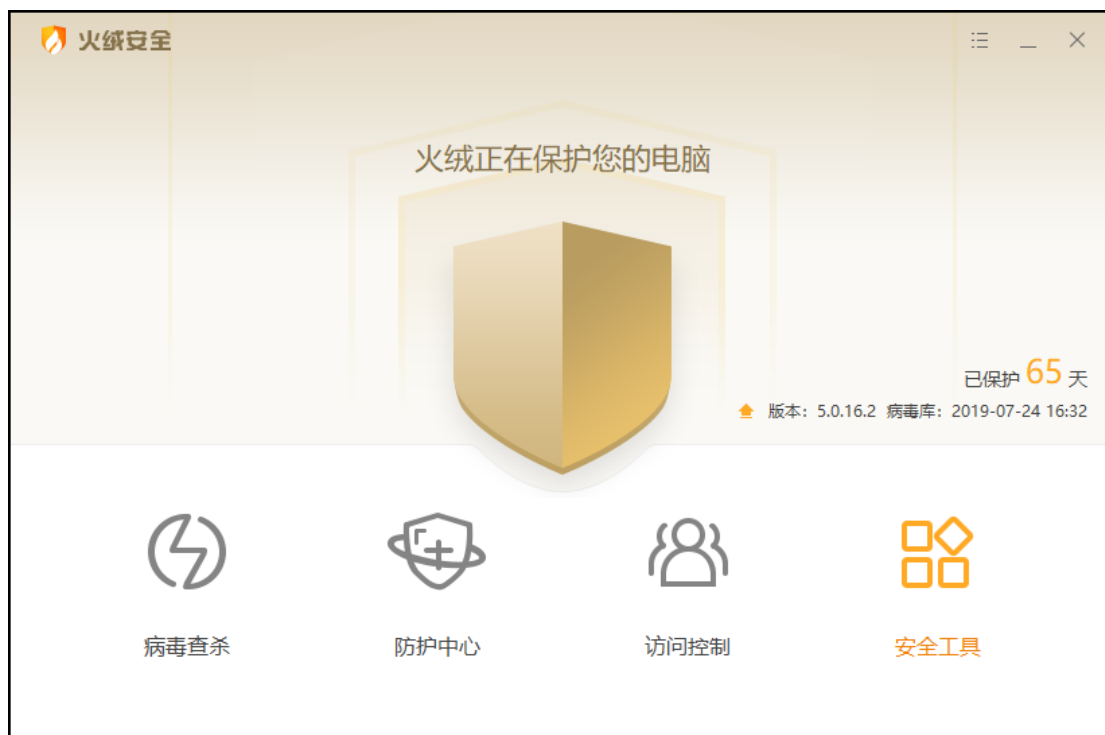 火绒安全
火绒正在保护您的电脑
已保护 65 天
版本：5.0.16.2 病毒库：2019-07-24 16:32
病毒查杀
防护中心
访问控制
安全工具